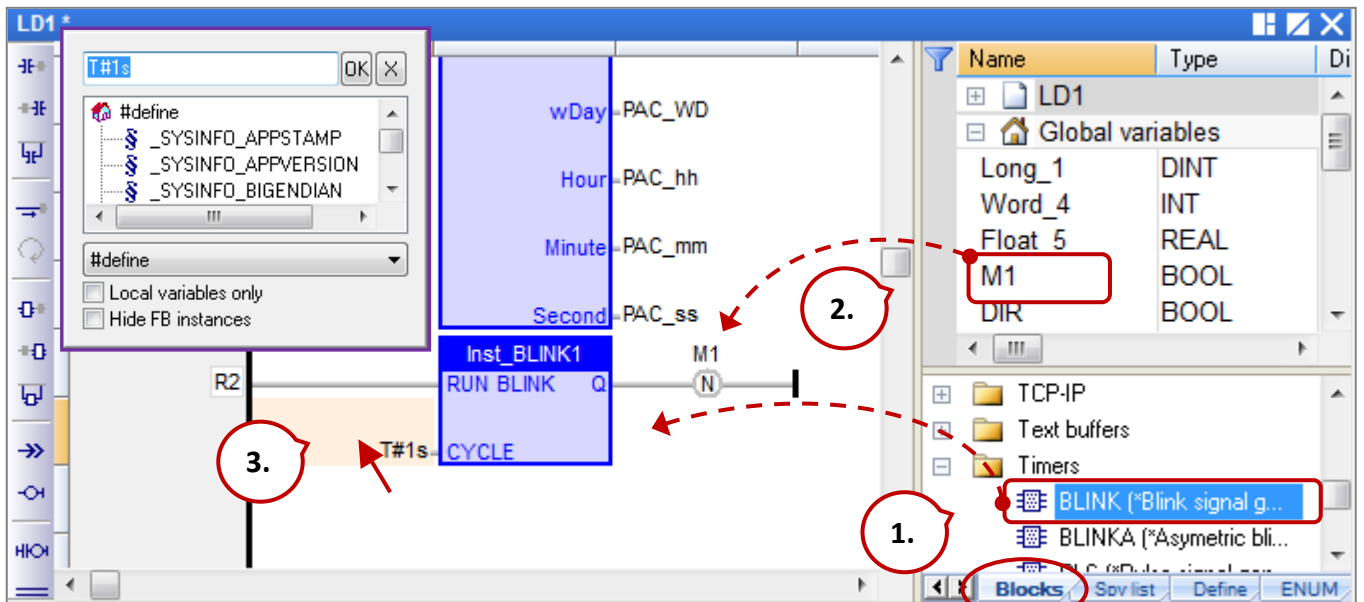 LD1 *
T#1s OK X
#define
§ _SYSINFO_APPSTAMP
§ _SYSINFO_APPVERSION
§ _SYSINFO_BIGENDIAN
#define
Local variables only
Hide FB instances
wDay PAC_WD
Hour PAC_hh
Minute PAC_mm
Second PAC_ss
Inst_BLINK1 M1
R2 RUN BLINK Q N
T#1s CYCLE
3.
2.
1.
Name Type Di
LD1
Global variables
Long_1 DINT
Word_4 INT
Float_5 REAL
M1 BOOL
DIR BOOL
TCP-IP
Text buffers
Timers
BLINK (*Blink signal g...
BLINKA (*Asymetric bli...
Blocks Spy list Define ENUM